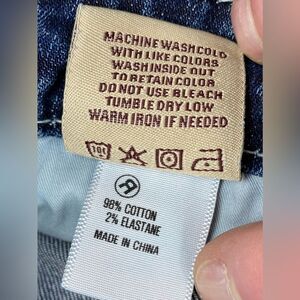 MACHINE WASH COLD
WITH LIKE COLORS
WASH INSIDE OUT
TO RETAIN COLOR
DO NOT USE BLEACH
TUMBLE DRY LOW
WARM IRON IF NEEDED
98% COTTON
2% ELASTANE
MADE IN CHINA